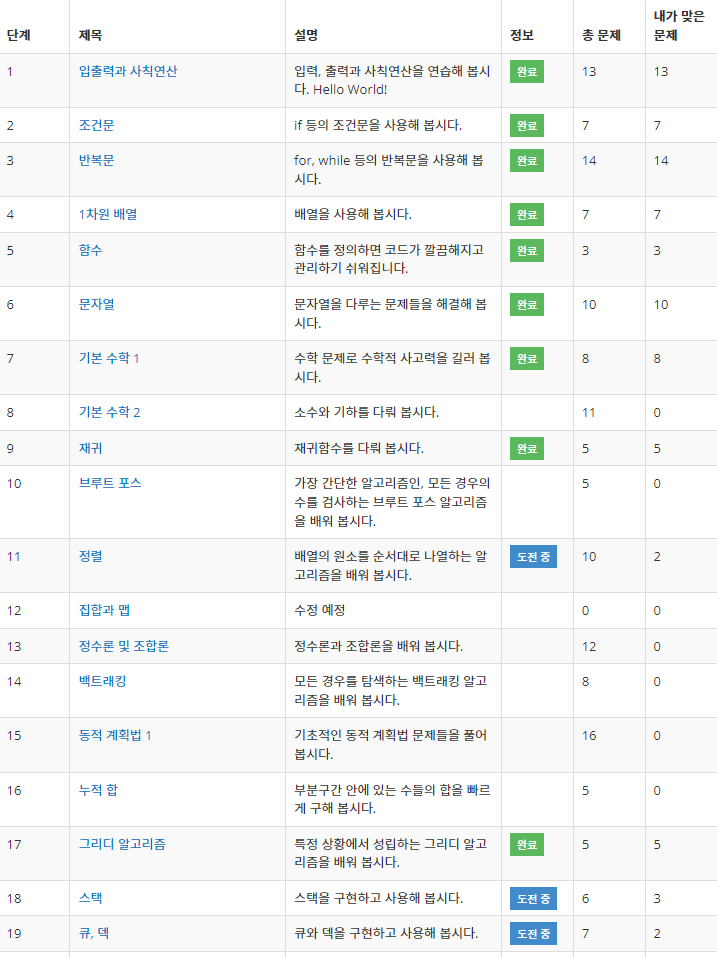 단계 제목 설명 정보 총 문제 내가 맞은 문제
1 입출력과 사칙연산 입력, 출력과 사칙연산을 연습해 봅시 완료 13 13
다. Hello World!
2 조건문 if 등의 조건문을 사용해 봅시다. 완료 7 7
3 반복문 for, while 등의 반복문을 사용해 봅 완료 14 14
시다.
4 1차원 배열 배열을 사용해 봅시다. 완료 7 7
5 함수 함수를 정의하면 코드가 깔끔해지고 완료 3 3
관리하기 쉬워집니다.
6 문자열 문자열을 다루는 문제들을 해결해 봅 완료 10 10
시다.
7 기본 수학 1 수학 문제로 수학적 사고력을 길러 봅 완료 8 8
시다.
8 기본 수학 2 소수와 기하를 다뤄 봅시다. 11 0
9 재귀 재귀함수를 다뤄 봅시다. 완료 5 5
10 브루트 포스 가장 간단한 알고리즘인, 모든 경우의 5 0
수를 검사하는 브루트 포스 알고리즘
을 배워 봅시다.
11 정렬 배열의 원소를 순서대로 나열하는 알 도전 중 10 2
고리즘을 배워 봅시다.
12 집합과 맵 수정 예정 0 0
13 정수론 및 조합론 정수론과 조합론을 배워 봅시다. 12 0
14 백트래킹 모든 경우를 탐색하는 백트래킹 알고 8 0
리즘을 배워 봅시다.
15 동적 계획법 1 기초적인 동적 계획법 문제들을 풀어 16 0
봅시다.
16 누적 합 부분구간 안에 있는 수들의 합을 빠르 5 0
게 구해 봅시다.
17 그리디 알고리즘 특정 상황에서 성립하는 그리디 알고 완료 5 5
리즘을 배워 봅시다.
18 스택 스택을 구현하고 사용해 봅시다. 도전 중 6 3
19 큐, 덱 큐와 덱을 구현하고 사용해 봅시다. 도전 중 7 2